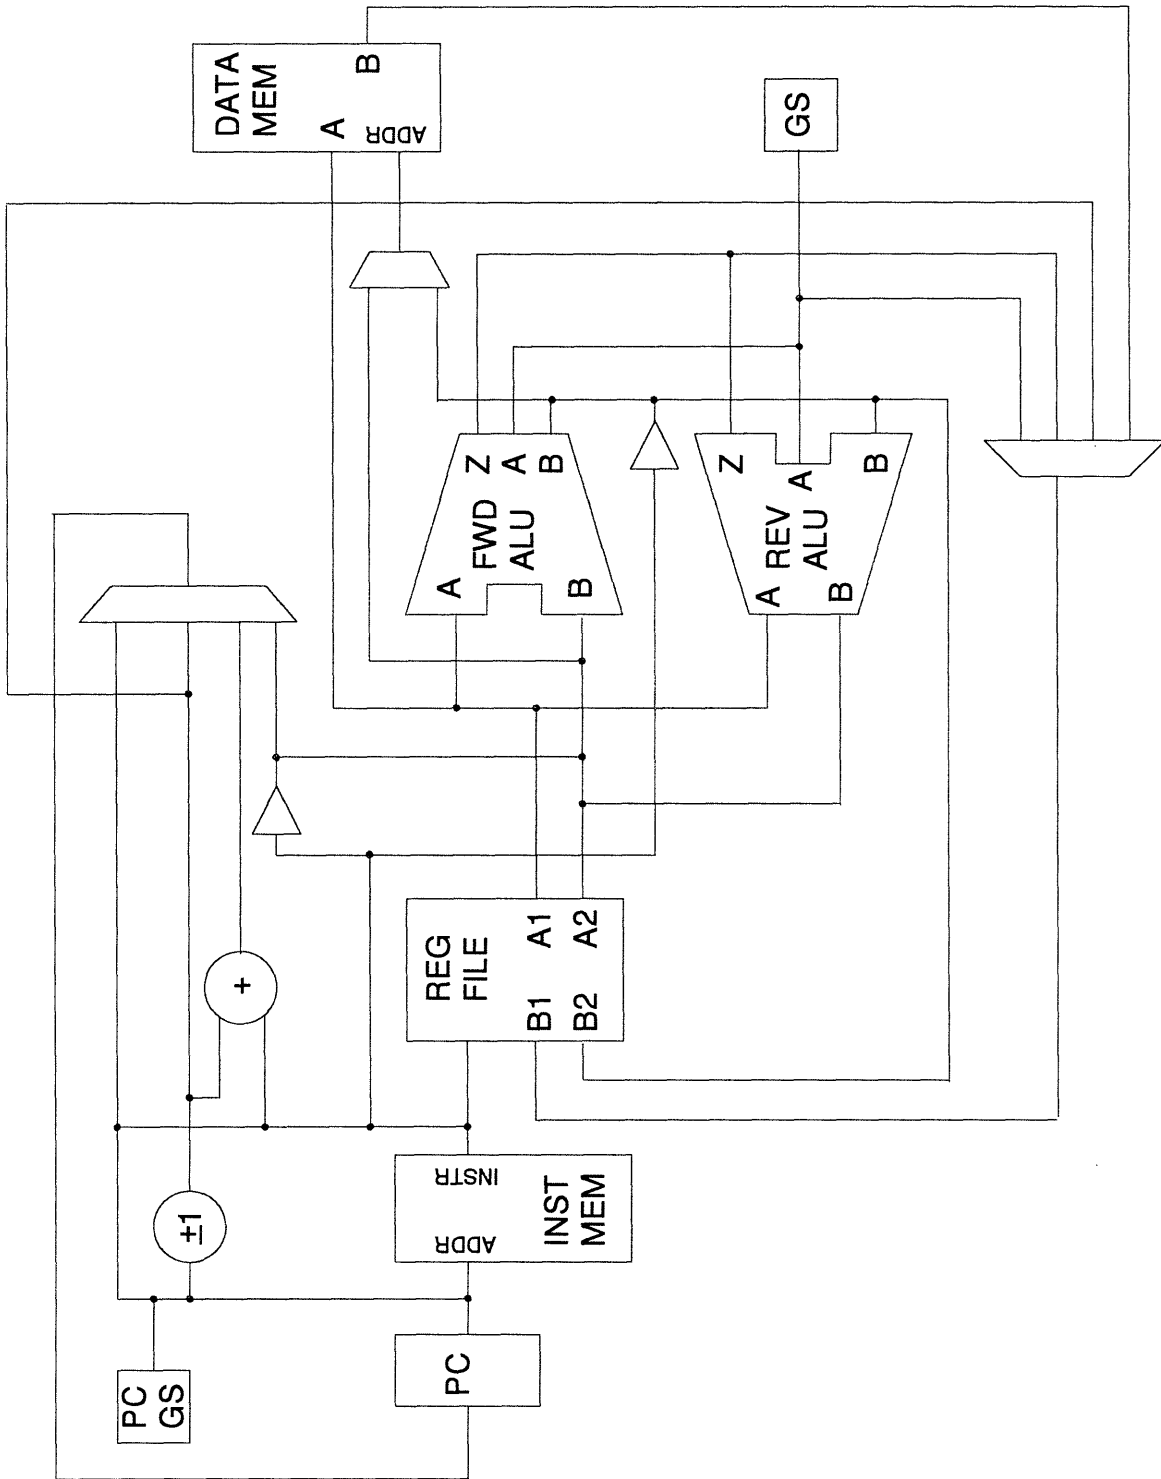 PC
GS
±1
+
PC
ADDR
INSTR
INST
MEM
REG
FILE
B1
A1
B2
A2
A
FWD
ALU
B
Z
A
B
DATA
MEM
A
ADDR
B
A
REV
ALU
B
Z
A
B
GS